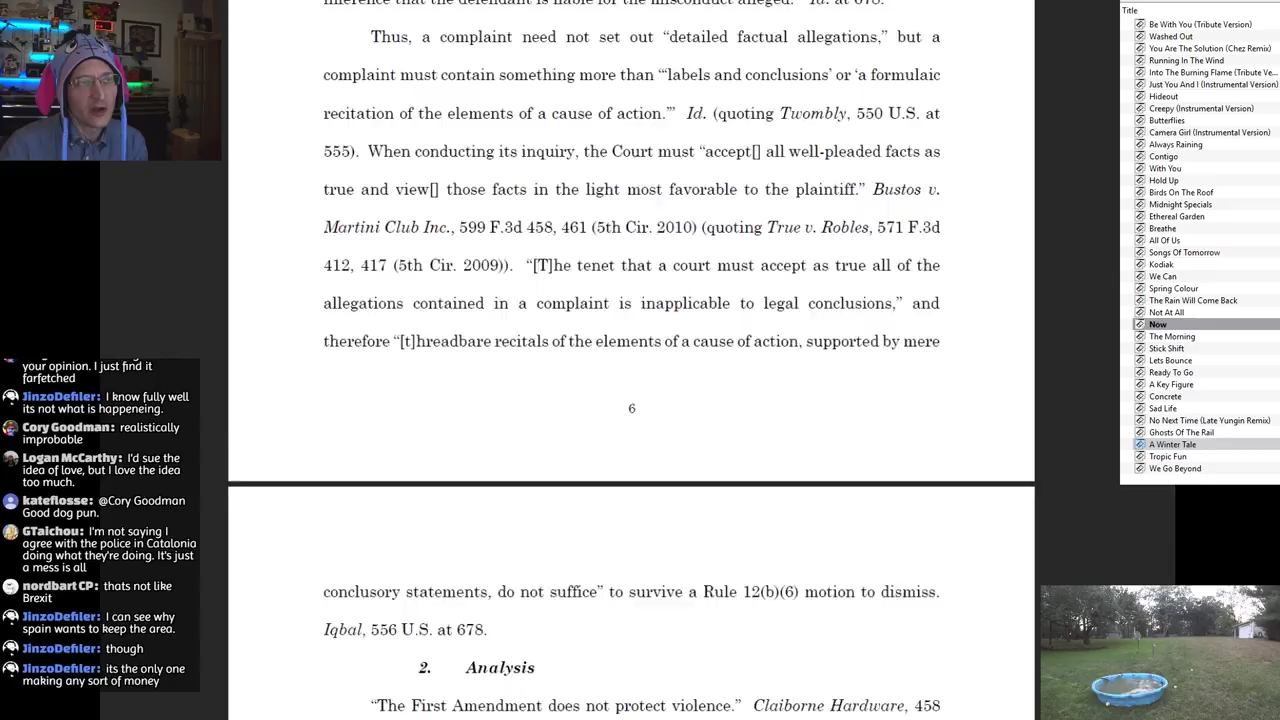 inference that the defendant is liable for the misconduct alleged.” Id. at 678.
Thus, a complaint need not set out “detailed factual allegations,” but a
complaint must contain something more than “‘labels and conclusions’ or ‘a formulaic
recitation of the elements of a cause of action.’” Id. (quoting Twombly, 550 U.S. at
555). When conducting its inquiry, the Court must “accept[] all well-pleaded facts as
true and view[] those facts in the light most favorable to the plaintiff.” Bustos v.
Martini Club Inc., 599 F.3d 458, 461 (5th Cir. 2010) (quoting True v. Robles, 571 F.3d
412, 417 (5th Cir. 2009)). “[T]he tenet that a court must accept as true all of the
allegations contained in a complaint is inapplicable to legal conclusions,” and
therefore “[t]hreadbare recitals of the elements of a cause of action, supported by mere
6
conclusory statements, do not suffice” to survive a Rule 12(b)(6) motion to dismiss.
Iqbal, 556 U.S. at 678.
2. Analysis
“The First Amendment does not protect violence.” Claiborne Hardware, 458
your opinion. I just find it
farfetched
JinzoDefiler: I know fully well
its not what is happeneing.
Cory Goodman: realistically
improbable
Logan McCarthy: I'd sue the
idea of love, but I love the idea
too much.
kateflosse: @Cory Goodman
Good dog pun.
GTaichou: I'm not saying I
agree with the police in Catalonia
doing what they're doing. It's just
a mess is all
nordbart CP: thats not like
Brexit
JinzoDefiler: I can see why
spain wants to keep the area.
JinzoDefiler: though
JinzoDefiler: its the only one
making any sort of money
Title
Be With You (Tribute Version)
Washed Out
You Are The Solution (Chez Remix)
Running In The Wind
Into The Burning Flame (Tribute Ve...
Just You And I (Instrumental Version)
Hideout
Creepy (Instrumental Version)
Butterflies
Camera Girl (Instrumental Version)
Always Raining
Contigo
With You
Hold Up
Birds On The Roof
Midnight Specials
Ethereal Garden
Breathe
All Of Us
Songs Of Tomorrow
Kodiak
We Can
Spring Colour
The Rain Will Come Back
Not At All
Now
The Morning
Stick Shift
Lets Bounce
Ready To Go
A Key Figure
Concrete
Sad Life
No Next Time (Late Yungin Remix)
Ghosts Of The Rail
A Winter Tale
Tropic Fun
We Go Beyond